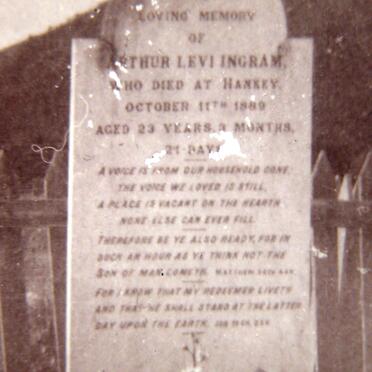 LOVING MEMORY
OF
ARTHUR LEVI INGRAM,
WHO DIED AT HANKEY,
OCTOBER 11TH 1889
AGED 23 YEARS, MONTHS,
21 DAYS
A VOICE IS FROM OUR HOUSEHOLD GONE,
THE VOICE WE LOVED IS STILL,
A PLACE IS VACANT ON THE HEARTH
NONE ELSE CAN EVER FILL.
THEREFORE BE YE ALSO READY, FOR IN
SUCH AN HOUR AS YE THINK NOT THE
SON OF MAN COMETH. MATTHEW 24TH
FOR I KNOW THAT MY REDEEMER LIVETH
AND THAT HE SHALL STAND AT THE LATTER
DAY UPON THE EARTH. JOB 19CH.